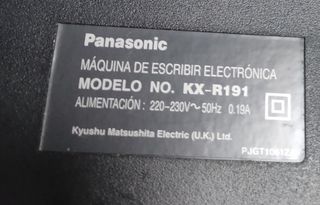 Panasonic
MÁQUINA DE ESCRIBIR ELECTRÓNICA
MODELO NO. KX-R191
ALIMENTACIÓN: 220-230V~50Hz 0.19A
Kyushu Matsushita Electric (U.K.) Ltd.